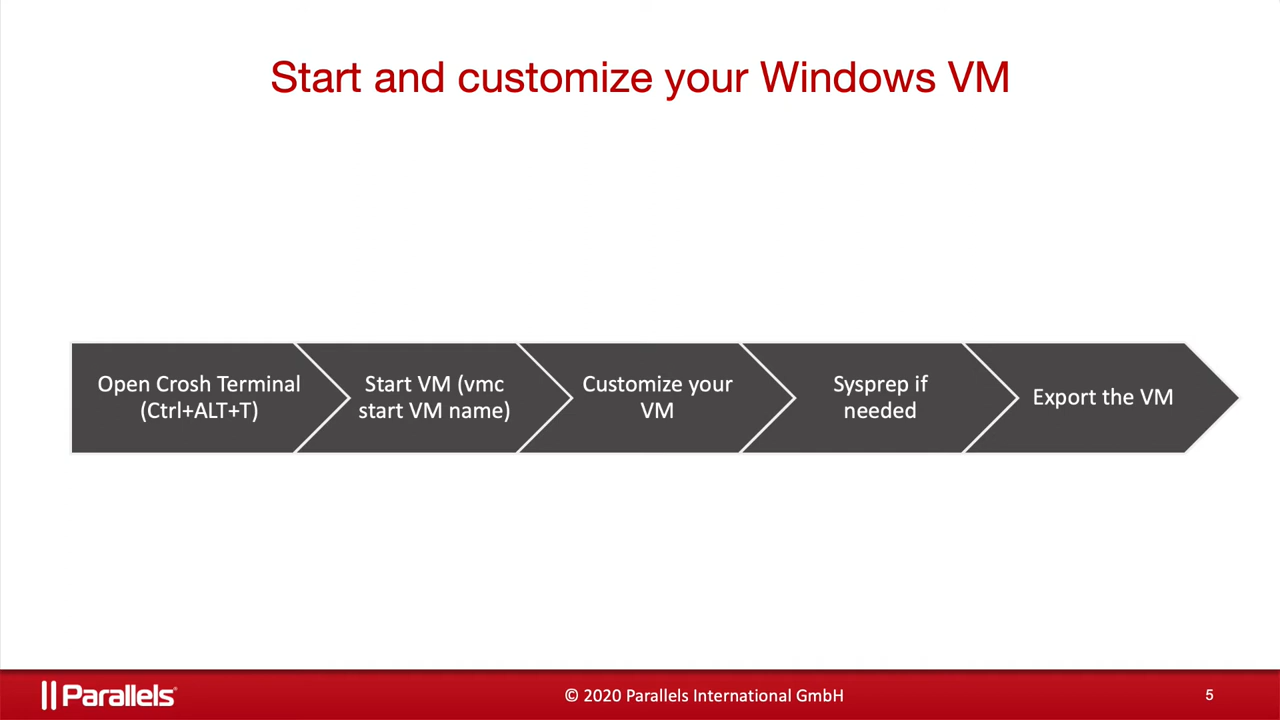 Start and customize your Windows VM
Open Crosh Terminal
(Ctrl+ALT+T)
Start VM (vmc
start VM name)
Customize your
VM
Sysprep if
needed
Export the VM
Parallels®
© 2020 Parallels International GmbH
5